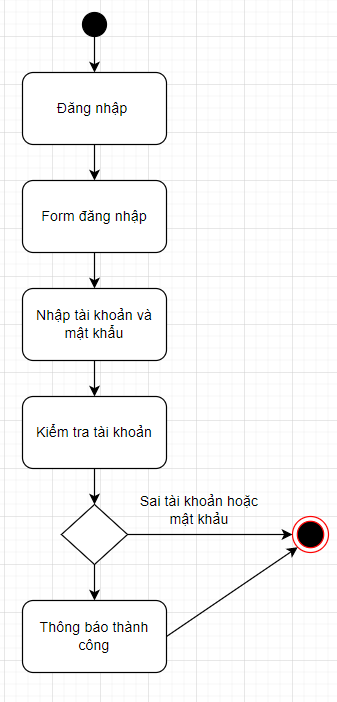 Đăng nhập
Form đăng nhập
Nhập tài khoản và
mật khẩu
Kiểm tra tài khoản
Sai tài khoản hoặc
mật khẩu
Thông báo thành
công